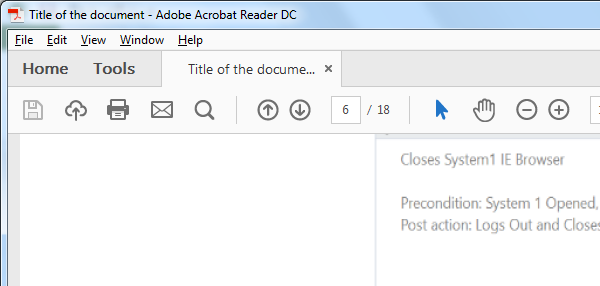 Title of the document - Adobe Acrobat Reader DC
File Edit View Window Help
Home Tools Title of the docume... ×
6 / 18
Closes System1 IE Browser
Precondition: System 1 Opened,
Post action: Logs Out and Closes